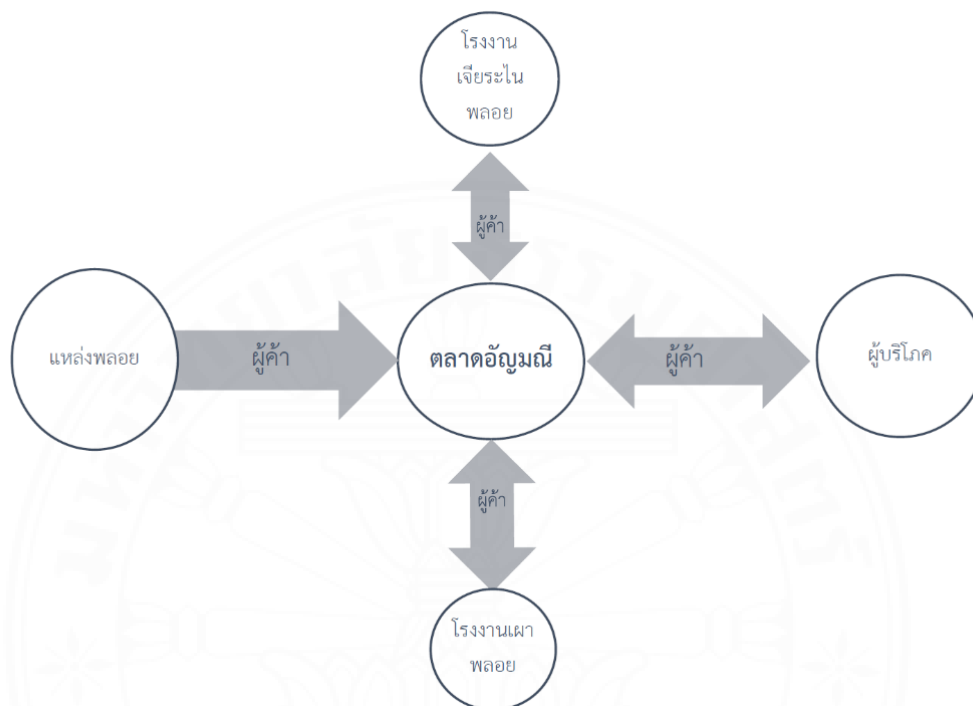 โรงงาน
เจียระไน
พลอย
ผู้ค้า
แหล่งพลอย
ผู้ค้า
ตลาดอัญมณี
ผู้ค้า
ผู้บริโภค
ผู้ค้า
โรงงานเผา
พลอย